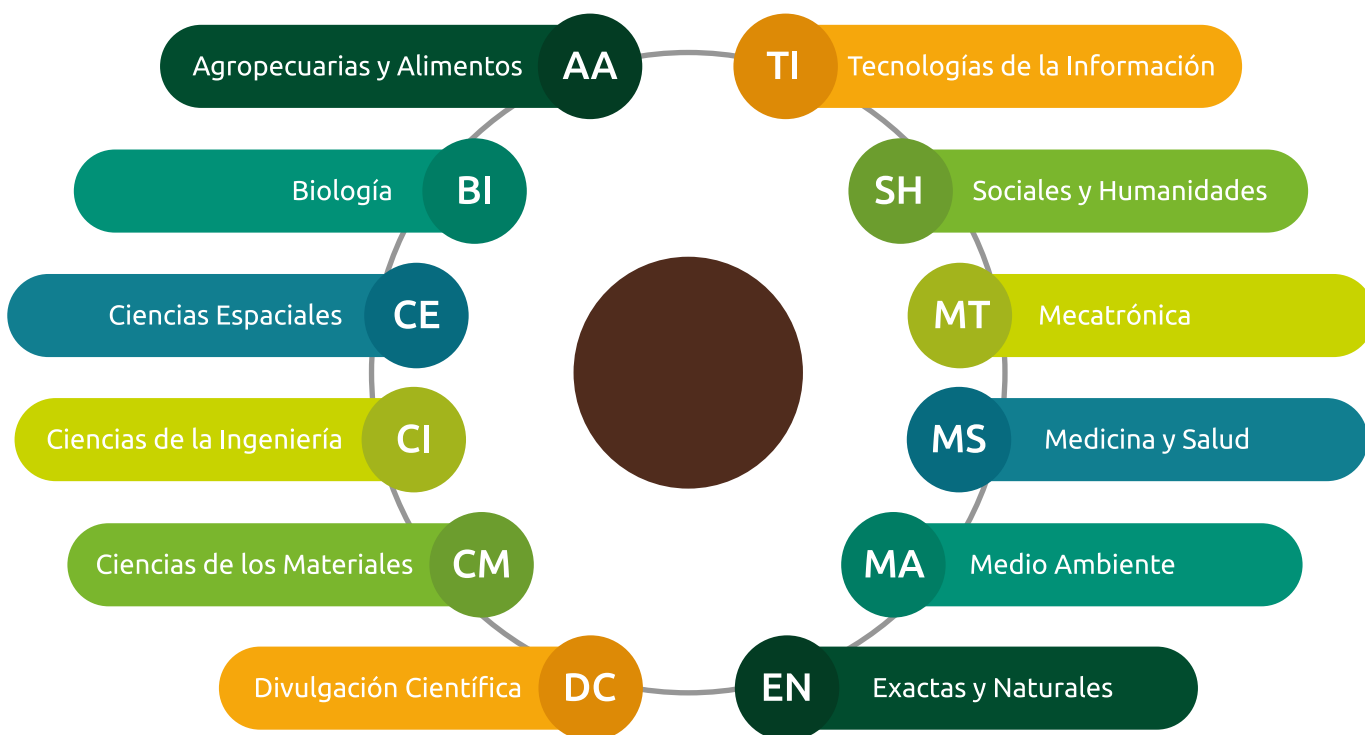 Agropecuarias y Alimentos AA
TI Tecnologías de la Información
Biología BI
SH Sociales y Humanidades
Ciencias Espaciales CE
MT Mecatrónica
Ciencias de la Ingeniería CI
MS Medicina y Salud
Ciencias de los Materiales CM
MA Medio Ambiente
Divulgación Científica DC
EN Exactas y Naturales